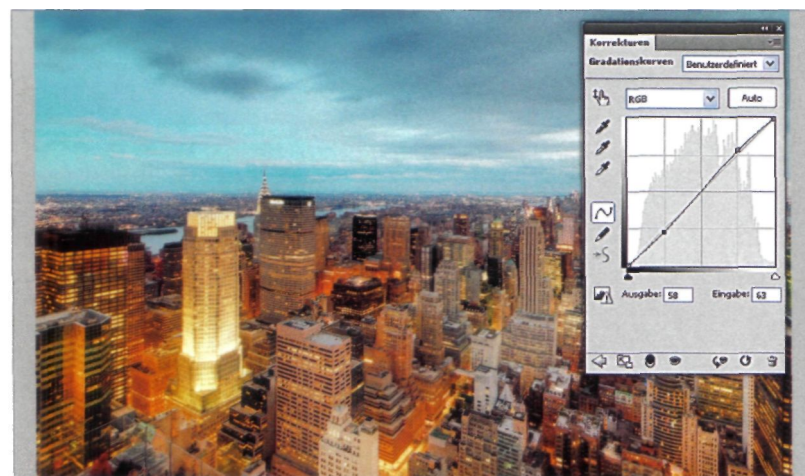 Korrekturen
Gradationskurven Benutzerdefiniert
RGB Auto
Ausgabe: 58 Eingabe: 63